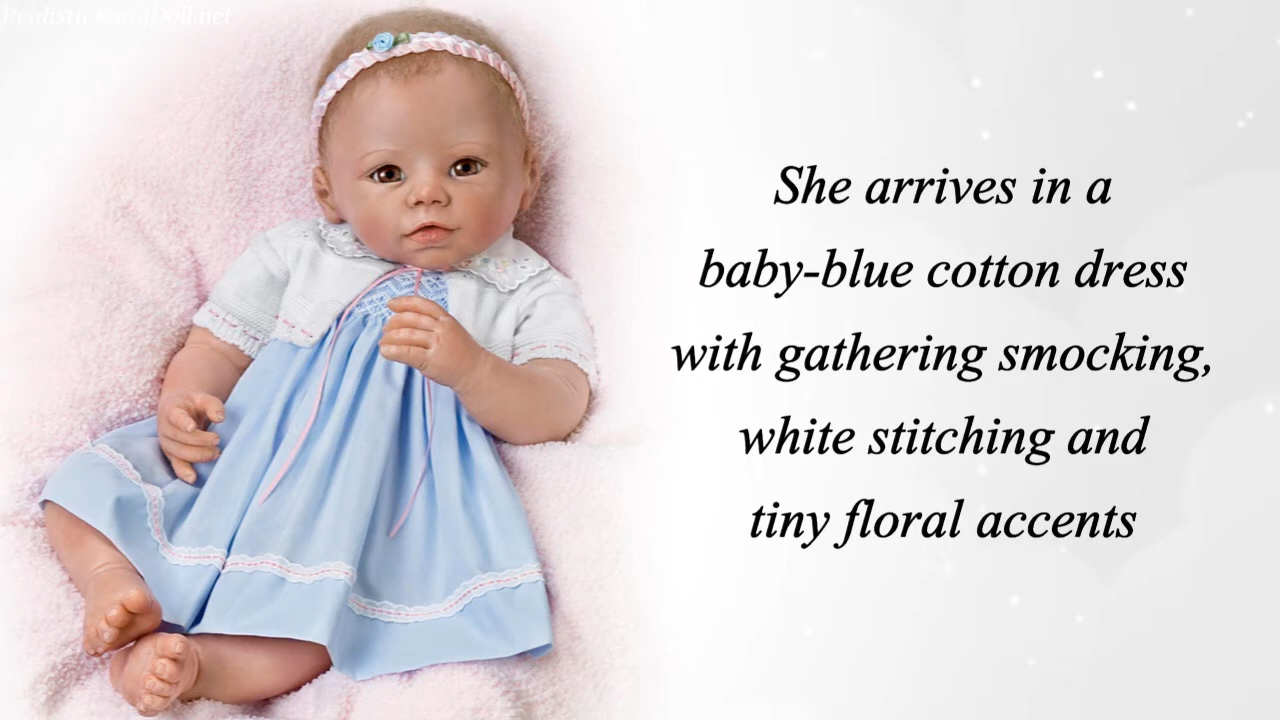 She arrives in a
baby-blue cotton dress
with gathering smocking,
white stitching and
tiny floral accents